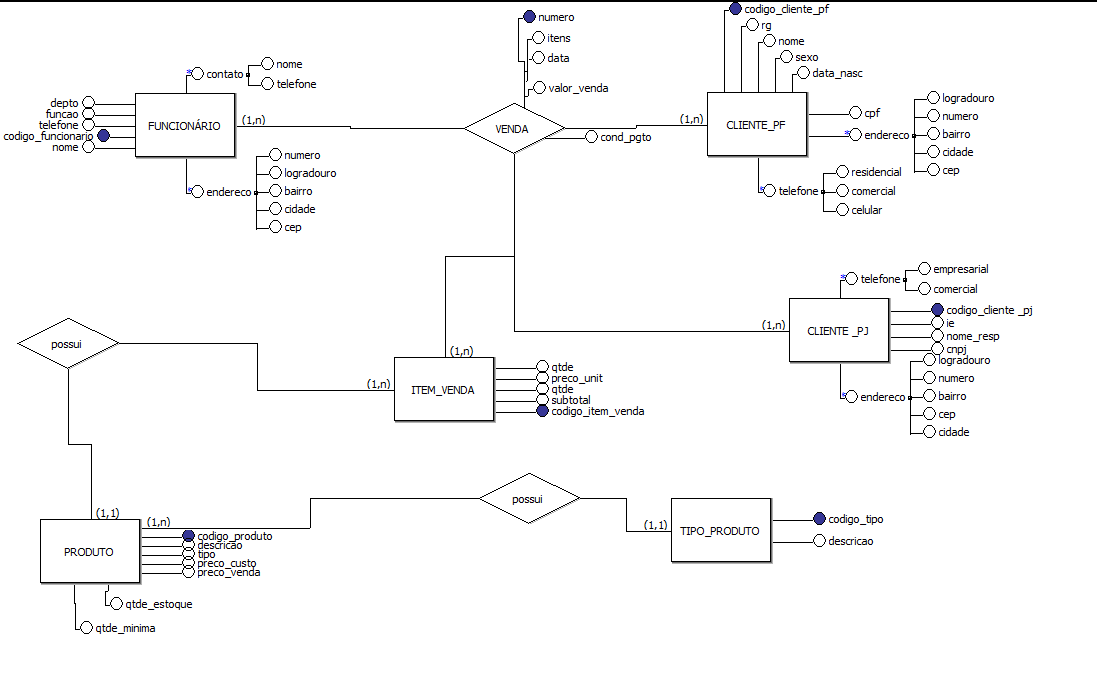 numero
itens
data
valor_venda
VENDA
cond_pgto
contato
nome
telefone
depto
funcao
telefone
codigo_funcionario
nome
FUNCIONÁRIO
(1,n)
endereco
numero
logradouro
bairro
cidade
cep
codigo_cliente_pf
rg
nome
sexo
data_nasc
(1,n)
CLIENTE_PF
cpf
endereco
logradouro
numero
bairro
cidade
cep
telefone
residencial
comercial
celular
telefone
empresarial
comercial
(1,n)
CLIENTE _PJ
codigo_cliente _pj
ie
nome_resp
cnpj
endereco
logradouro
numero
bairro
cep
cidade
possui
(1,n)
(1,n)
ITEM_VENDA
qtde
preco_unit
qtde
subtotal
codigo_item_venda
possui
(1,1)
(1,n)
PRODUTO
codigo_produto
descricao
tipo
preco_custo
preco_venda
qtde_estoque
qtde_minima
(1,1)
TIPO_PRODUTO
codigo_tipo
descricao